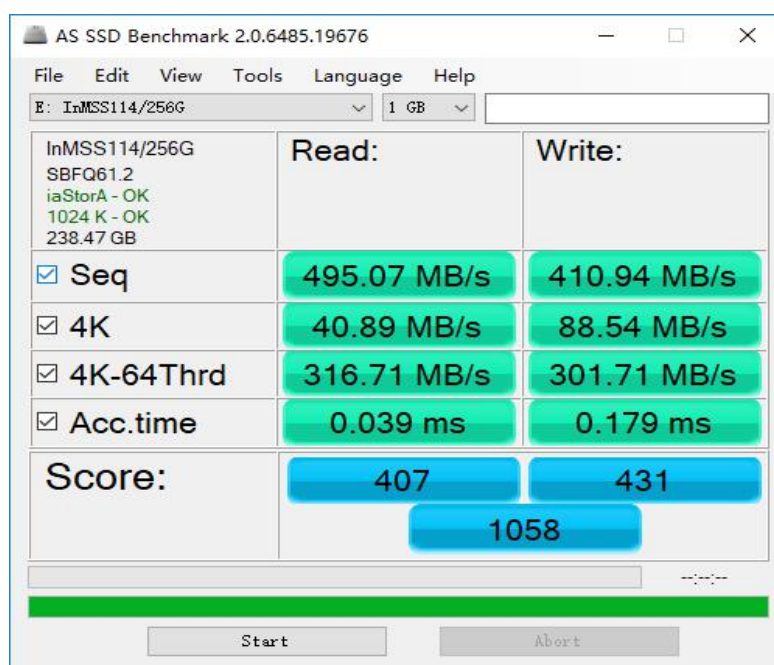 AS SSD Benchmark 2.0.6485.19676
File Edit View Tools Language Help
E: InMSS114/256G 1 GB
InMSS114/256G
SBFQ61.2
iaStorA - OK
1024 K - OK
238.47 GB
Read: Write:
Seq 495.07 MB/s 410.94 MB/s
4K 40.89 MB/s 88.54 MB/s
4K-64Thrd 316.71 MB/s 301.71 MB/s
Acc.time 0.039 ms 0.179 ms
Score: 407 431
1058
--:--:--
Start Abort